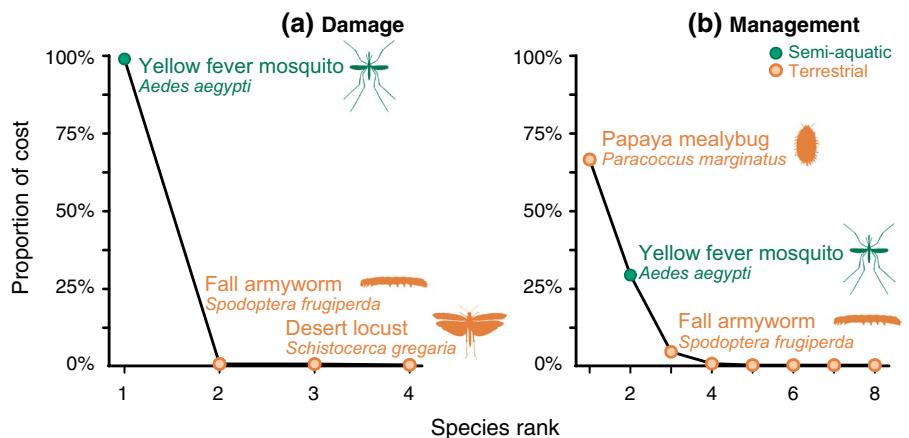 (a) Damage
(b) Management
Proportion of cost
100%
75%
50%
25%
0%
Yellow fever mosquito
Aedes aegypti
Fall armyworm
Spodoptera frugiperda
Desert locust
Schistocerca gregaria
1 2 3 4
Semi-aquatic
Terrestrial
100%
75%
50%
25%
0%
Papaya mealybug
Paracoccus marginatus
Yellow fever mosquito
Aedes aegypti
Fall armyworm
Spodoptera frugiperda
2 4 6 8
Species rank